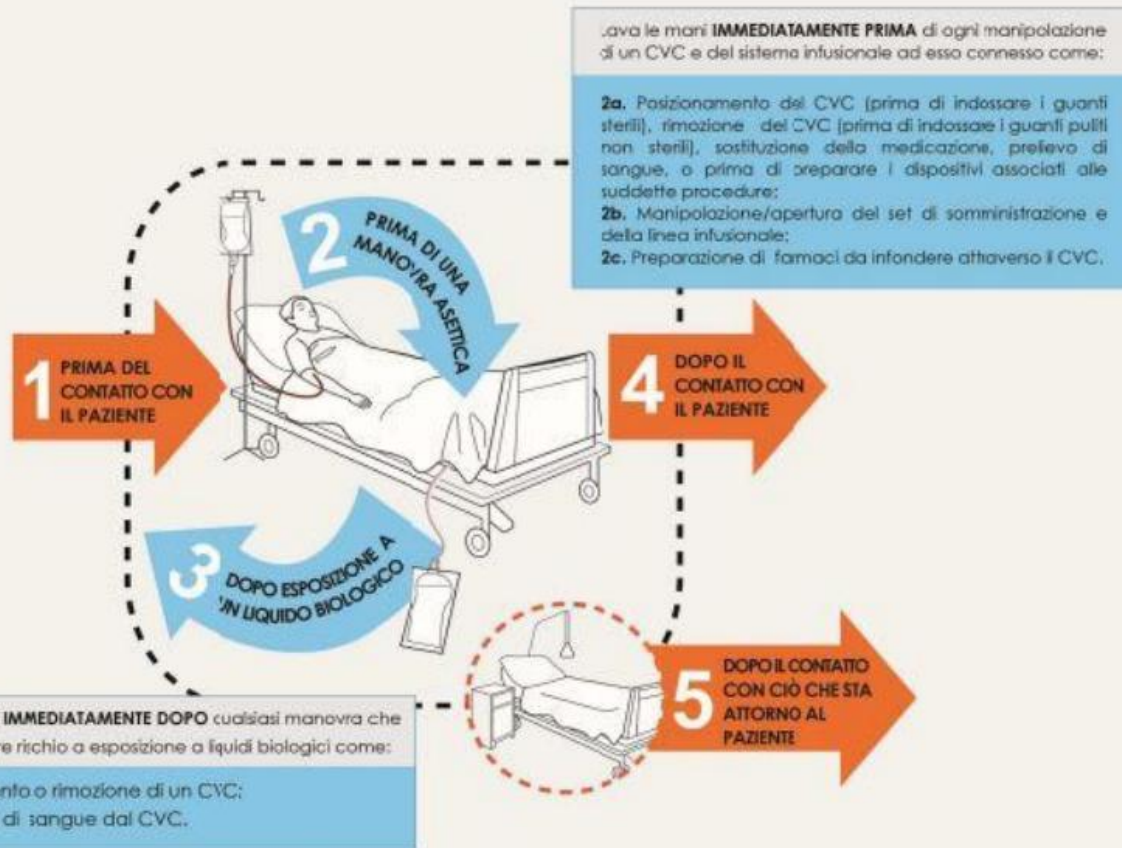 .ava le mani IMMEDIATAMENTE PRIMA di ogni manipolazione
di un CVC e del sistema infusionale ad esso connesso come:
2a. Posizionamento del CVC (prima di indossare i guanti
sterili), rimozione del CVC (prima di indossare i guanti puliti
non sterili), sostituzione della medicazione, prelievo di
sangue, o prima di preparare i dispositivi associati alle
suddette procedure;
2b. Manipolazione/apertura del set di somministrazione e
della linea infusionale;
2c. Preparazione di farmaci da infondere attraverso il CVC.
1 PRIMA DEL
CONTATTO CON
IL PAZIENTE
2 PRIMA DI UNA
MANOVRA ASETTICA
3 DOPO ESPOSIZIONE A
UN LIQUIDO BIOLOGICO
4 DOPO IL
CONTATTO CON
IL PAZIENTE
5 DOPO IL CONTATTO
CON CIÒ CHE STA
ATTORNO AL
PAZIENTE
IMMEDIATAMENTE DOPO qualsiasi manovra che
re rischio a esposizione a liquidi biologici come:
nto o rimozione di un CVC;
di sangue dal CVC.